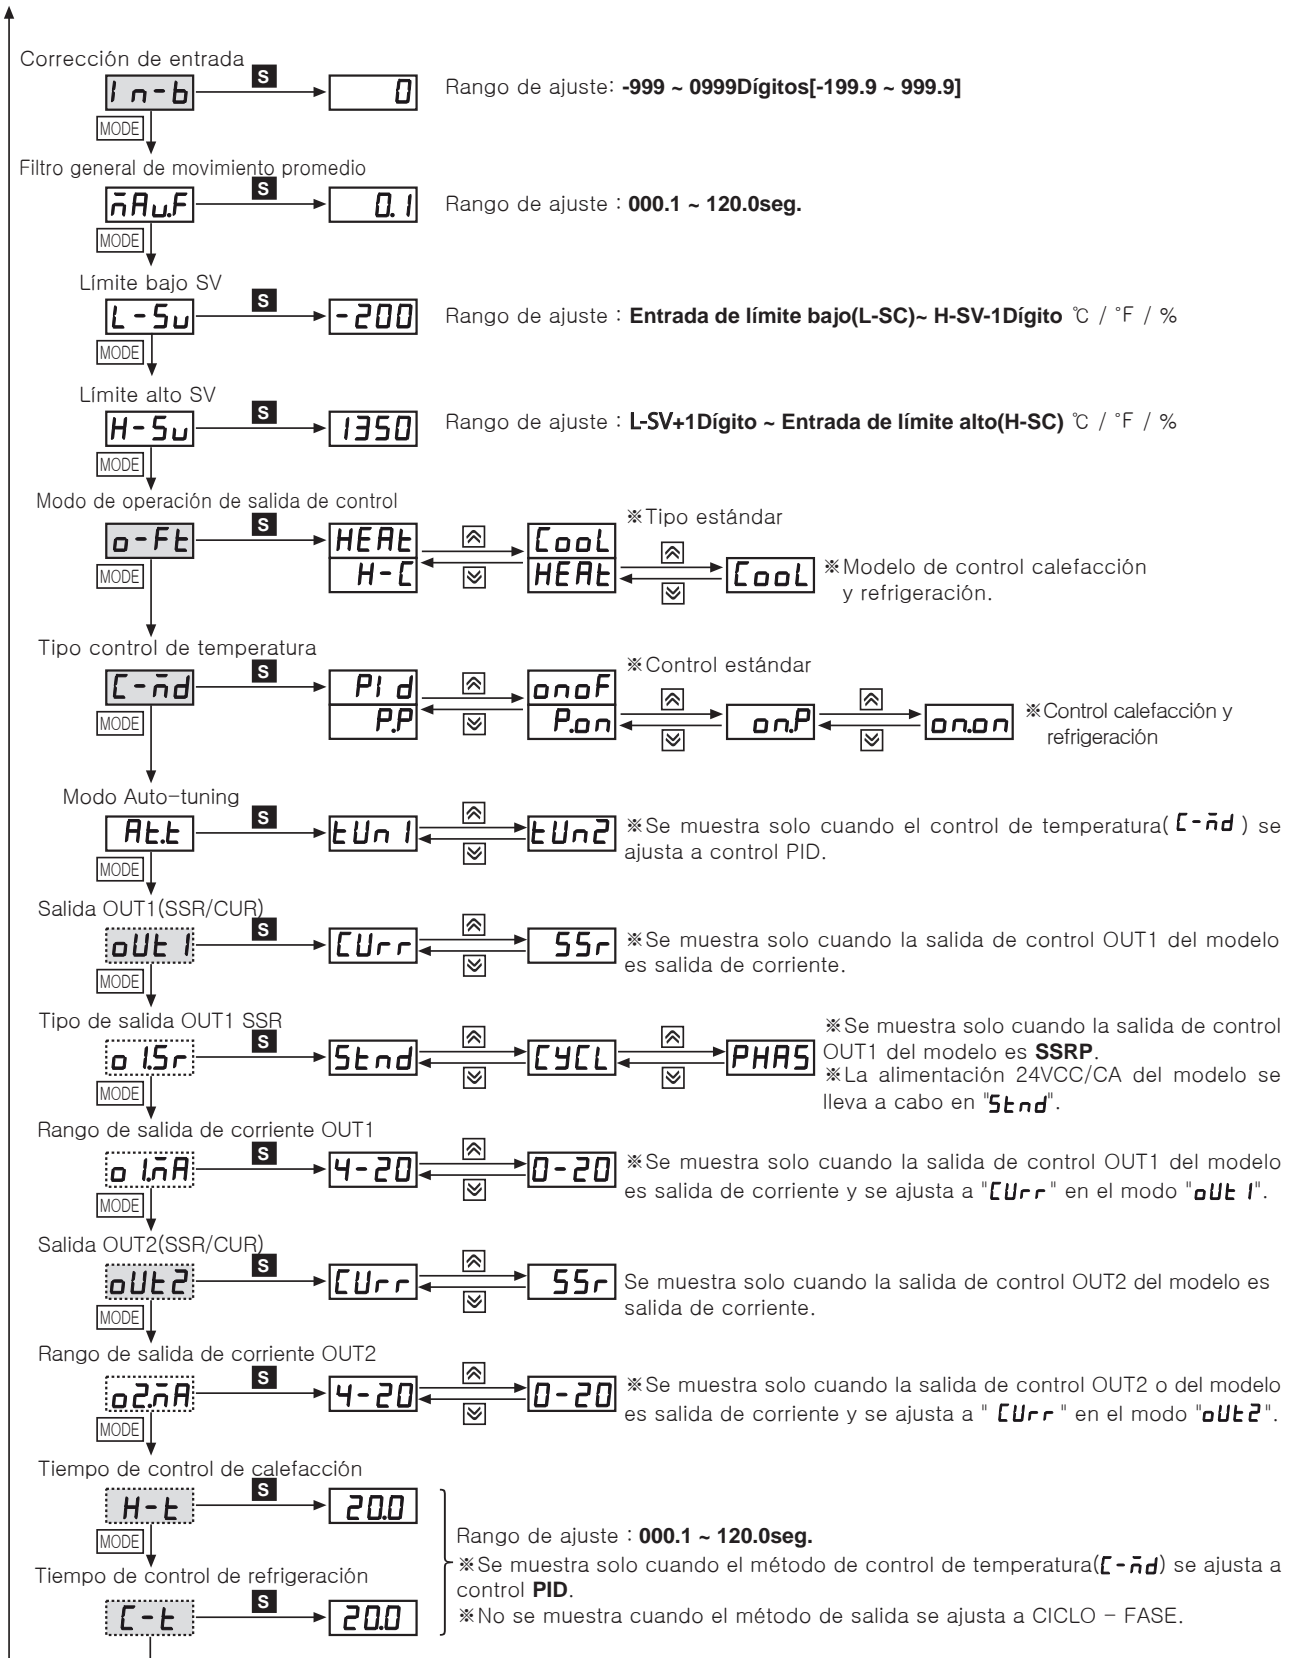 Corrección de entrada
In-b S 0 Rango de ajuste: -999 ~ 0999Dígitos[-199.9 ~ 999.9]
MODE
Filtro general de movimiento promedio
mAu.F S 0.1 Rango de ajuste : 000.1 ~ 120.0seg.
MODE
Límite bajo SV
L-Su S -200 Rango de ajuste : Entrada de límite bajo(L-SC)~ H-SV-1Dígito ℃ / °F / %
MODE
Límite alto SV
H-Su S 1350 Rango de ajuste : L-SV+1Dígito ~ Entrada de límite alto(H-SC) ℃ / °F / %
MODE
Modo de operación de salida de control
o-Ft S HEAt CooL ※Tipo estándar
H-C HEAt CooL ※Modelo de control calefacción
y refrigeración.
MODE
Tipo control de temperatura
C-md S PId onoF ※Control estándar
P.P P.on on.P on.on ※Control calefacción y
refrigeración
MODE
Modo Auto-tuning
At.t S tUn1 tUn2 ※Se muestra solo cuando el control de temperatura( C-md ) se
ajusta a control PID.
MODE
Salida OUT1(SSR/CUR)
oUt1 S CUrr SSr ※Se muestra solo cuando la salida de control OUT1 del modelo
es salida de corriente.
MODE
Tipo de salida OUT1 SSR
o1.Sr S Stnd CYCL PHAS ※Se muestra solo cuando la salida de control
OUT1 del modelo es SSRP.
※La alimentación 24VCC/CA del modelo se
lleva a cabo en "Stnd".
MODE
Rango de salida de corriente OUT1
o1.mA S 4-20 0-20 ※Se muestra solo cuando la salida de control OUT1 del modelo
es salida de corriente y se ajusta a "CUrr" en el modo "oUt1".
MODE
Salida OUT2(SSR/CUR)
oUt2 S CUrr SSr Se muestra solo cuando la salida de control OUT2 del modelo es
salida de corriente.
MODE
Rango de salida de corriente OUT2
o2.mA S 4-20 0-20 ※Se muestra solo cuando la salida de control OUT2 o del modelo
es salida de corriente y se ajusta a " CUrr " en el modo "oUt2".
MODE
Tiempo de control de calefacción
H-t S 20.0
MODE
Rango de ajuste : 000.1 ~ 120.0seg.
※Se muestra solo cuando el método de control de temperatura(C-md) se ajusta a
control PID.
※No se muestra cuando el método de salida se ajusta a CICLO - FASE.
Tiempo de control de refrigeración
C-t S 20.0